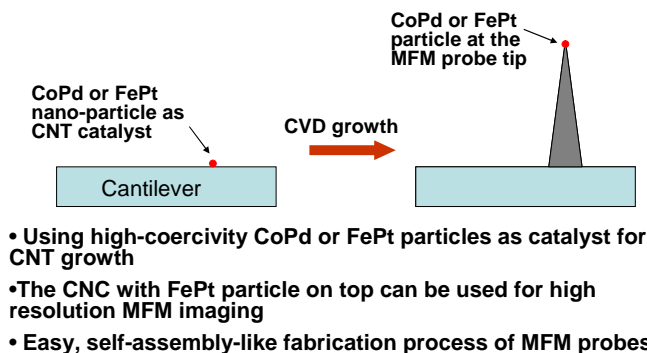 CoPd or FePt
particle at the
MFM probe tip
CoPd or FePt
nano-particle as
CNT catalyst
CVD growth
Cantilever
• Using high-coercivity CoPd or FePt particles as catalyst for
CNT growth
•The CNC with FePt particle on top can be used for high
resolution MFM imaging
• Easy, self-assembly-like fabrication process of MFM probes